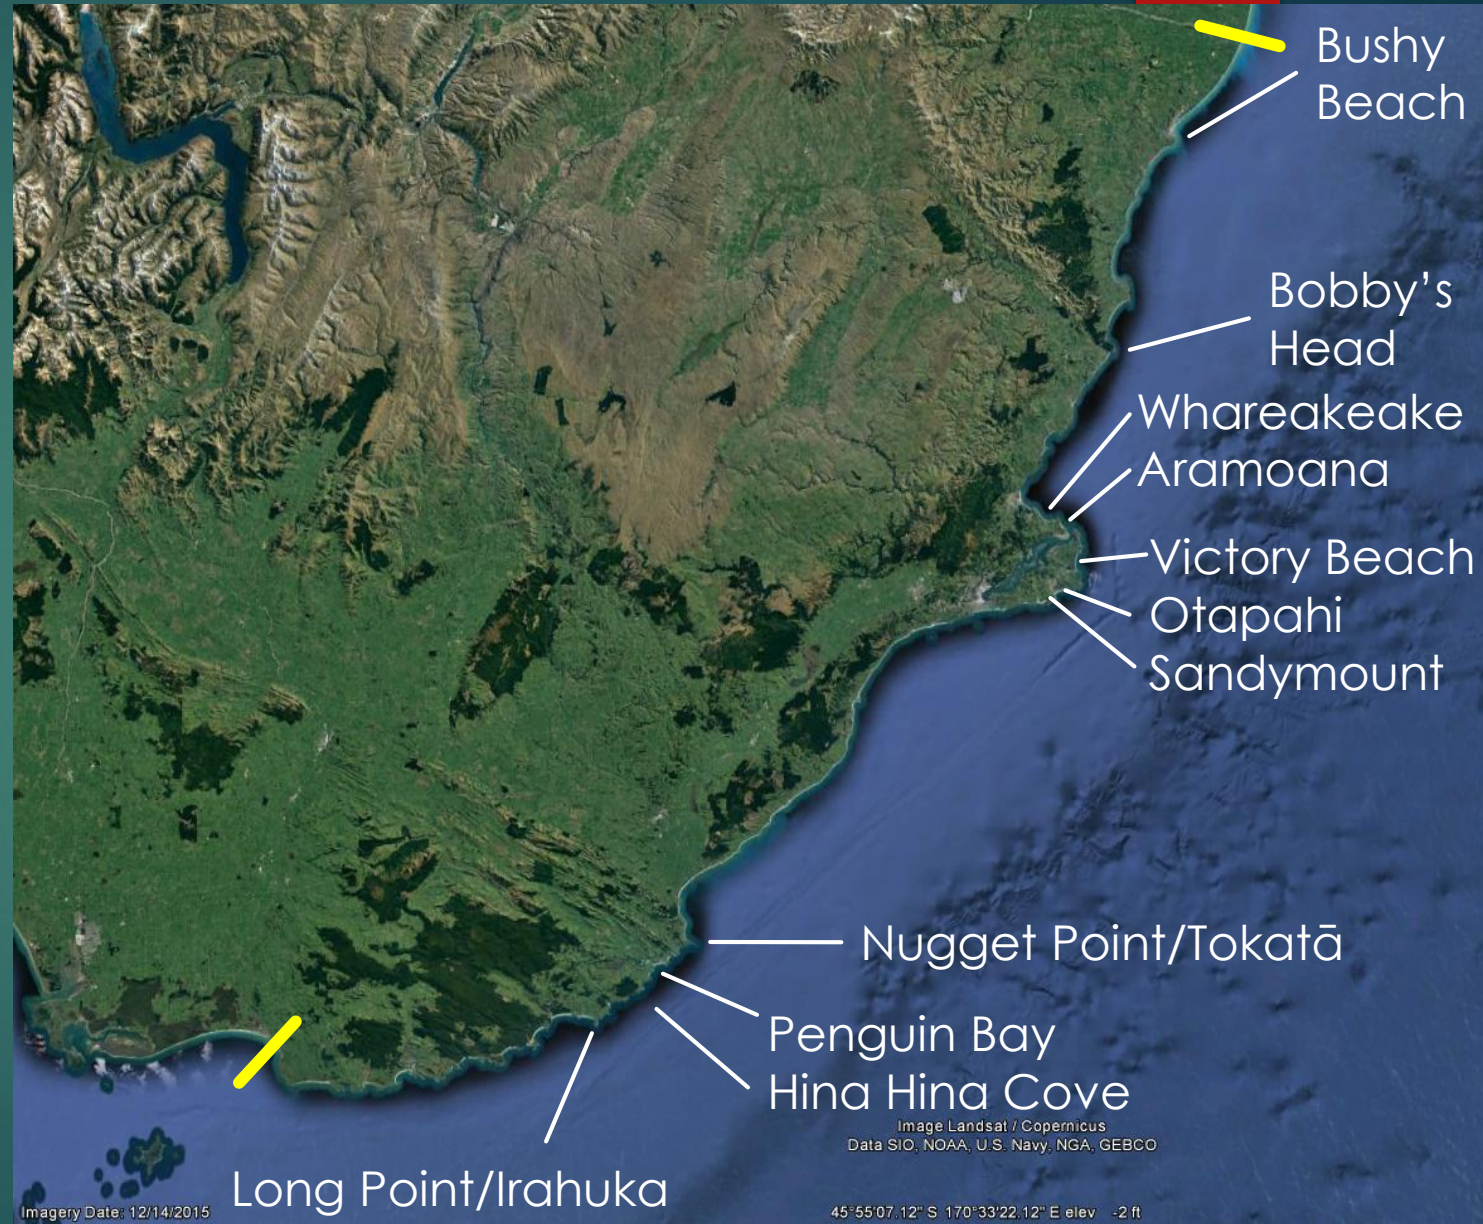 Bushy
Beach
Bobby’s
Head
Whareakeake
Aramoana
Victory Beach
Otapahi
Sandymount
Nugget Point/Tokatā
Penguin Bay
Hina Hina Cove
Image Landsat / Copernicus
Data SIO, NOAA, U.S. Navy, NGA, GEBCO
Long Point/Irahuka
Imagery Date: 12/14/2015
45°55'07.12" S 170°33'22.12" E elev -2 ft